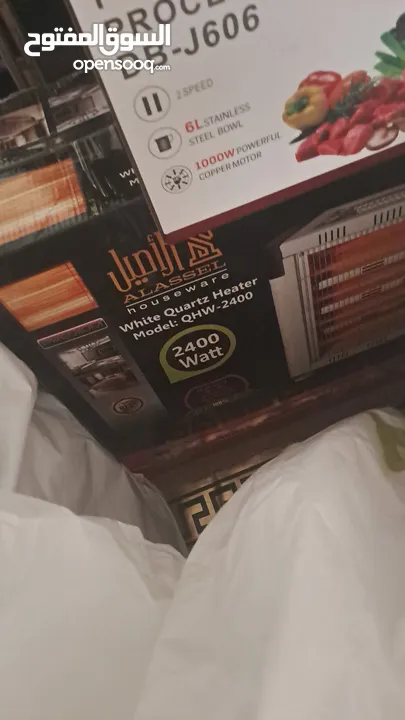 السوق المفتوح
opensooq.com
BB-J606
2 SPEED
6L STAINLESS
STEEL BOWL
1000W POWERFUL
COPPER MOTOR
الأصيل
ALASSEL
houseware
White Quartz Heater
Model: QHW-2400
2400
Watt